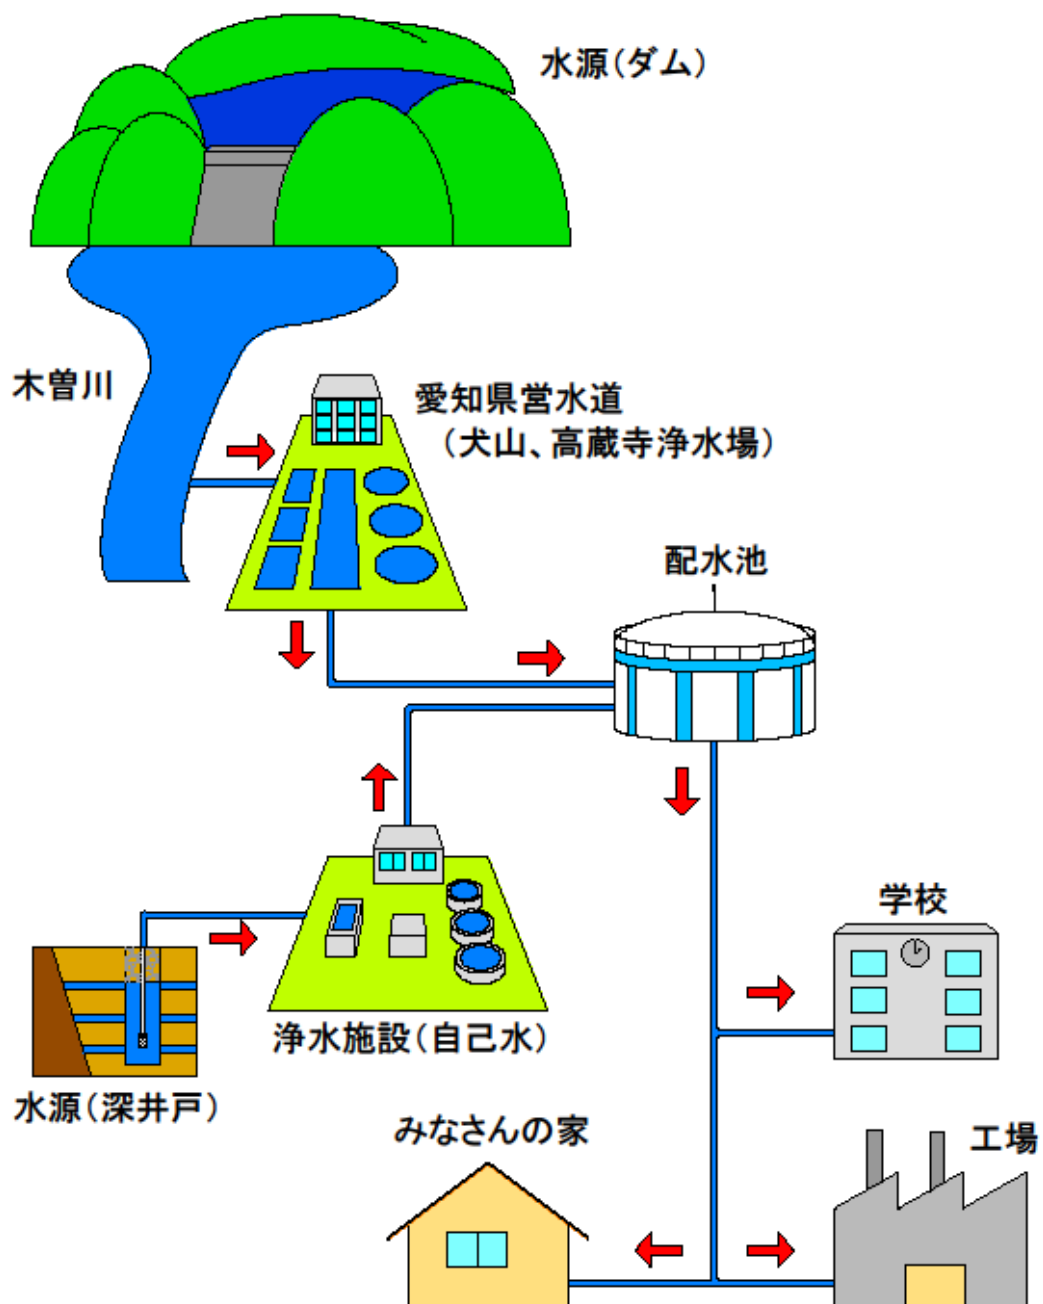 水源(ダム)
木曽川
愛知県営水道
(犬山、高蔵寺浄水場)
配水池
学校
浄水施設(自己水)
水源(深井戸)
みなさんの家
工場